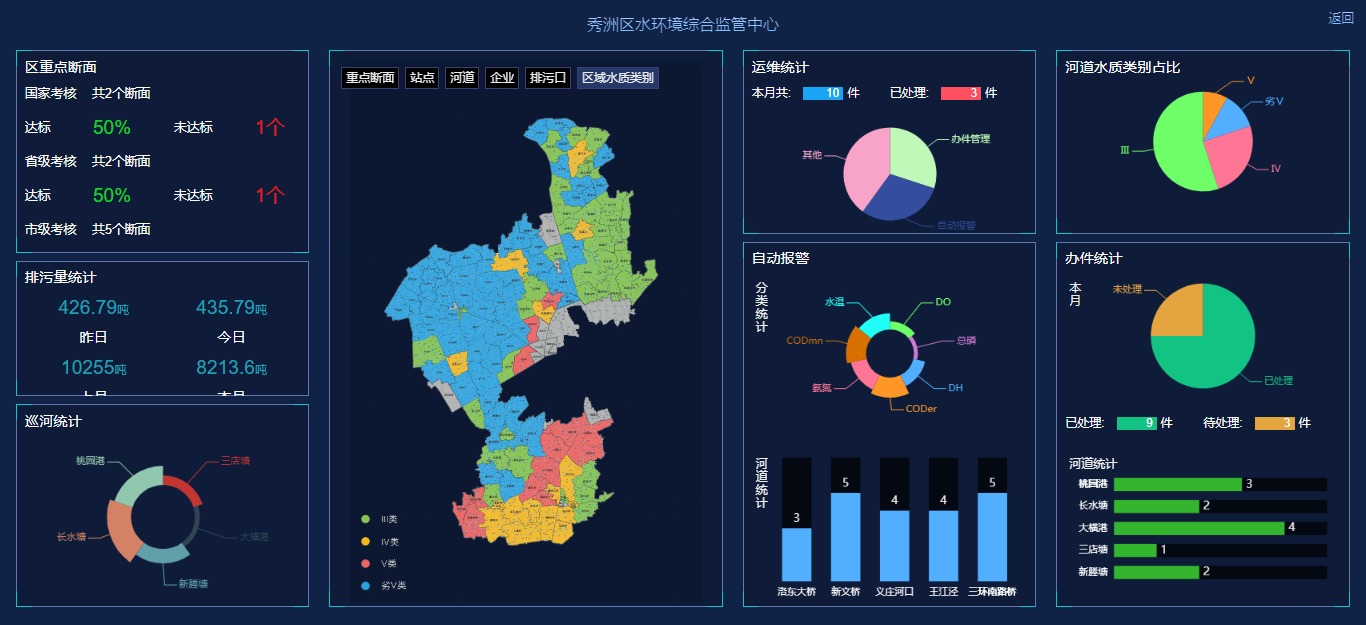 秀洲区水环境综合监管中心
返回
区重点断面
国家考核 共2个断面
达标 50% 未达标 1个
省级考核 共2个断面
达标 50% 未达标 1个
市级考核 共5个断面
排污量统计
426.79吨 435.79吨
昨日 今日
10255吨 8213.6吨
上月 本月
巡河统计
桃园港
三店塘
长水塘
大横港
新塍塘
重点断面 站点 河道 企业 排污口 区域水质类别
III类
IV类
V类
劣V类
运维统计
本月共: 10 件 已处理: 3 件
其他
办件管理
自动报警
自动报警
分类统计
水温
DO
CODmn
总磷
氨氮
DH
CODer
河道统计
3
5
4
4
5
洛东大桥 新文桥 义庄河口 王江泾 三环南路桥
河道水质类别占比
V
劣V
III
IV
办件统计
本月
未处理
已处理
已处理: 9 件 待处理: 3 件
河道统计
桃园港 3
长水塘 2
大横港 4
三店塘 1
新塍塘 2